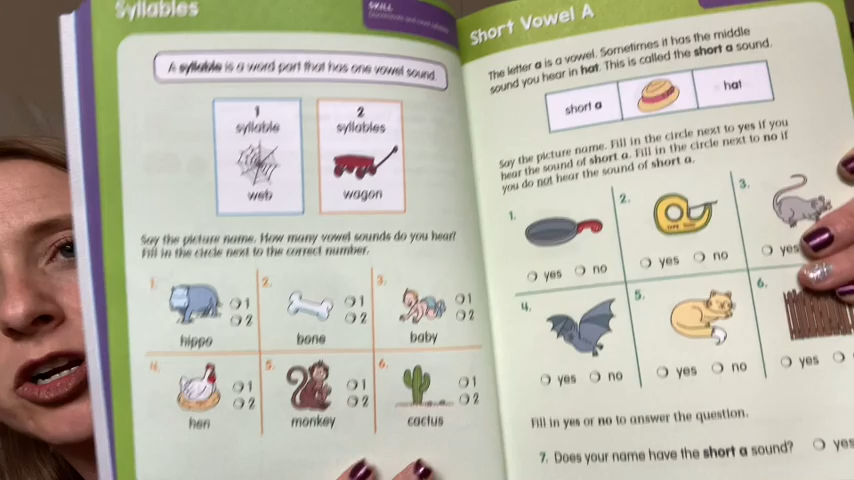 Syllables
SKILL
A syllable is a word part that has one vowel sound.
1
syllable
web
2
syllables
wagon
Say the picture name. How many vowel sounds do you hear?
Fill in the circle next to the correct number.
1.
1
2
hippo
2.
1
2
bone
3.
1
2
baby
4.
1
2
hen
5.
1
2
monkey
6.
1
2
cactus
Short Vowel A
The letter a is a vowel. Sometimes it has the middle
sound you hear in hat. This is called the short a sound.
short a
hat
Say the picture name. Fill in the circle next to yes if you
hear the sound of short a. Fill in the circle next to no if
you do not hear the sound of short a.
1.
yes no
2.
yes no
3.
yes
4.
yes no
5.
yes no
6.
yes
Fill in yes or no to answer the question.
7. Does your name have the short a sound? yes